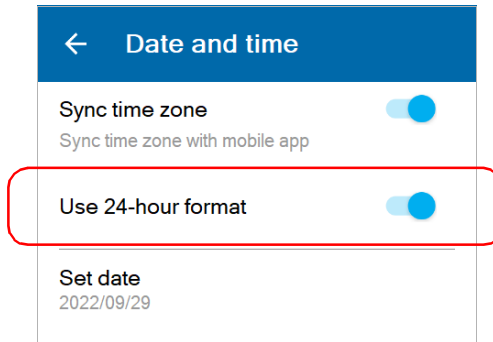 Date and time
Sync time zone
Sync time zone with mobile app
Use 24-hour format
Set date
2022/09/29